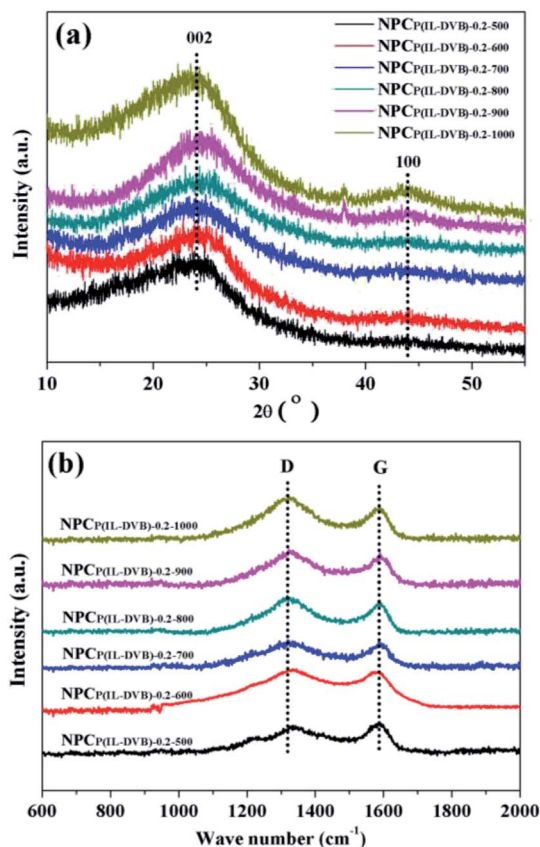 (a)
002
NPCP(IL-DVB)-0.2-500
NPCP(IL-DVB)-0.2-600
NPCP(IL-DVB)-0.2-700
NPCP(IL-DVB)-0.2-800
NPCP(IL-DVB)-0.2-900
NPCP(IL-DVB)-0.2-1000
100
Intensity (a.u.)
10 20 30 40 50
2θ ( ° )
(b)
D G
NPCP(IL-DVB)-0.2-1000
NPCP(IL-DVB)-0.2-900
NPCP(IL-DVB)-0.2-800
NPCP(IL-DVB)-0.2-700
NPCP(IL-DVB)-0.2-600
NPCP(IL-DVB)-0.2-500
Intensity (a.u.)
600 800 1000 1200 1400 1600 1800 2000
Wave number (cm⁻¹)